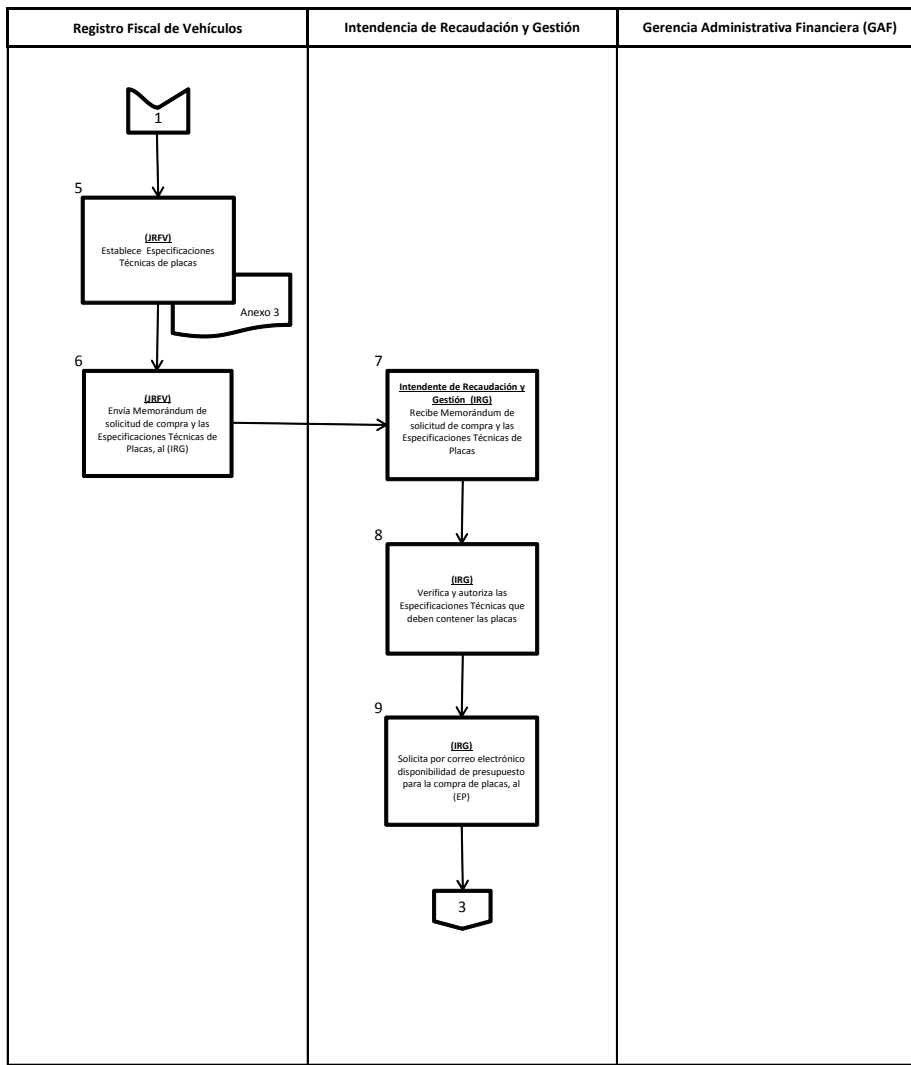 Registro Fiscal de Vehículos
Intendencia de Recaudación y Gestión
Gerencia Administrativa Financiera (GAF)
1
5
(JRFV)
Establece Especificaciones
Técnicas de placas
Anexo 3
6
(JRFV)
Envía Memorándum de
solicitud de compra y las
Especificaciones Técnicas de
Placas, al (IRG)
7
Intendente de Recaudación y
Gestión (IRG)
Recibe Memorándum de
solicitud de compra y las
Especificaciones Técnicas de
Placas
8
(IRG)
Verifica y autoriza las
Especificaciones Técnicas que
deben contener las placas
9
(IRG)
Solicita por correo electrónico
disponibilidad de presupuesto
para la compra de placas, al
(EP)
3